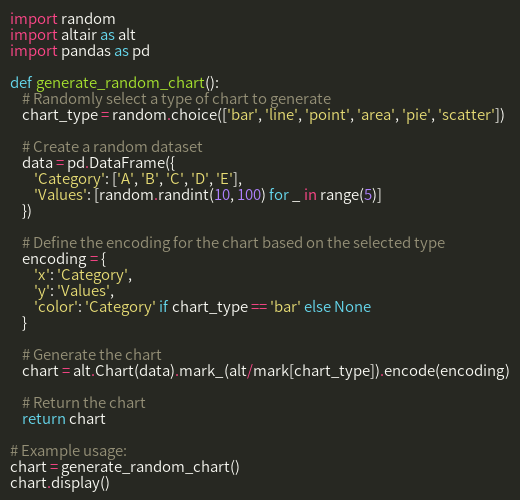 import random
import altair as alt
import pandas as pd
def generate_random_chart():
# Randomly select a type of chart to generate
chart_type = random.choice(['bar', 'line', 'point', 'area', 'pie', 'scatter'])
# Create a random dataset
data = pd.DataFrame({
'Category': ['A', 'B', 'C', 'D', 'E'],
'Values': [random.randint(10, 100) for _ in range(5)]
})
# Define the encoding for the chart based on the selected type
encoding = {
'x': 'Category',
'y': 'Values',
'color': 'Category' if chart_type == 'bar' else None
}
# Generate the chart
chart = alt.Chart(data).mark_(alt/mark[chart_type]).encode(encoding)
# Return the chart
return chart
# Example usage:
chart = generate_random_chart()
chart.display()